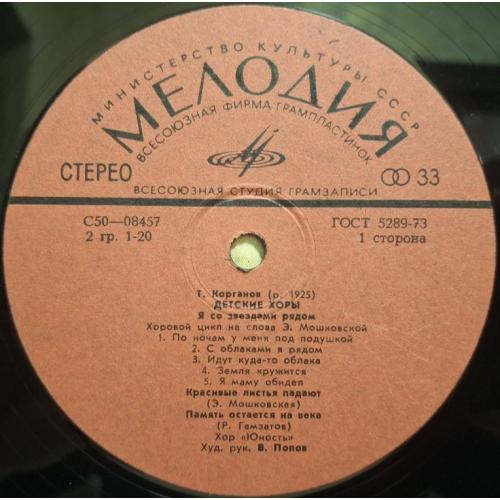 МИНИСТЕРСТВО КУЛЬТУРЫ СССР
МЕЛОДИЯ
ВСЕСОЮЗНАЯ ФИРМА ГРАМПЛАСТИНОК
СТЕРЕО
33
ВСЕСОЮЗНАЯ СТУДИЯ ГРАМЗАПИСИ
С50—08457
ГОСТ 5289-73
2 гр. 1-20
1 сторона
Т. Корганов (р. 1925)
ДЕТСКИЕ ХОРЫ
Я со звездами рядом
Хоровой цикл на слова Э. Мошковской
1. По ночам у меня под подушкой
2. С облаками я рядом
3. Идут куда-то облака
4. Земля кружится
5. Я маму обидел
Красивые листья падают
(Э. Мошковская)
Память остается на века
(Р. Гамзатов)
Хор «Юность»
Худ. рук. В. Попов